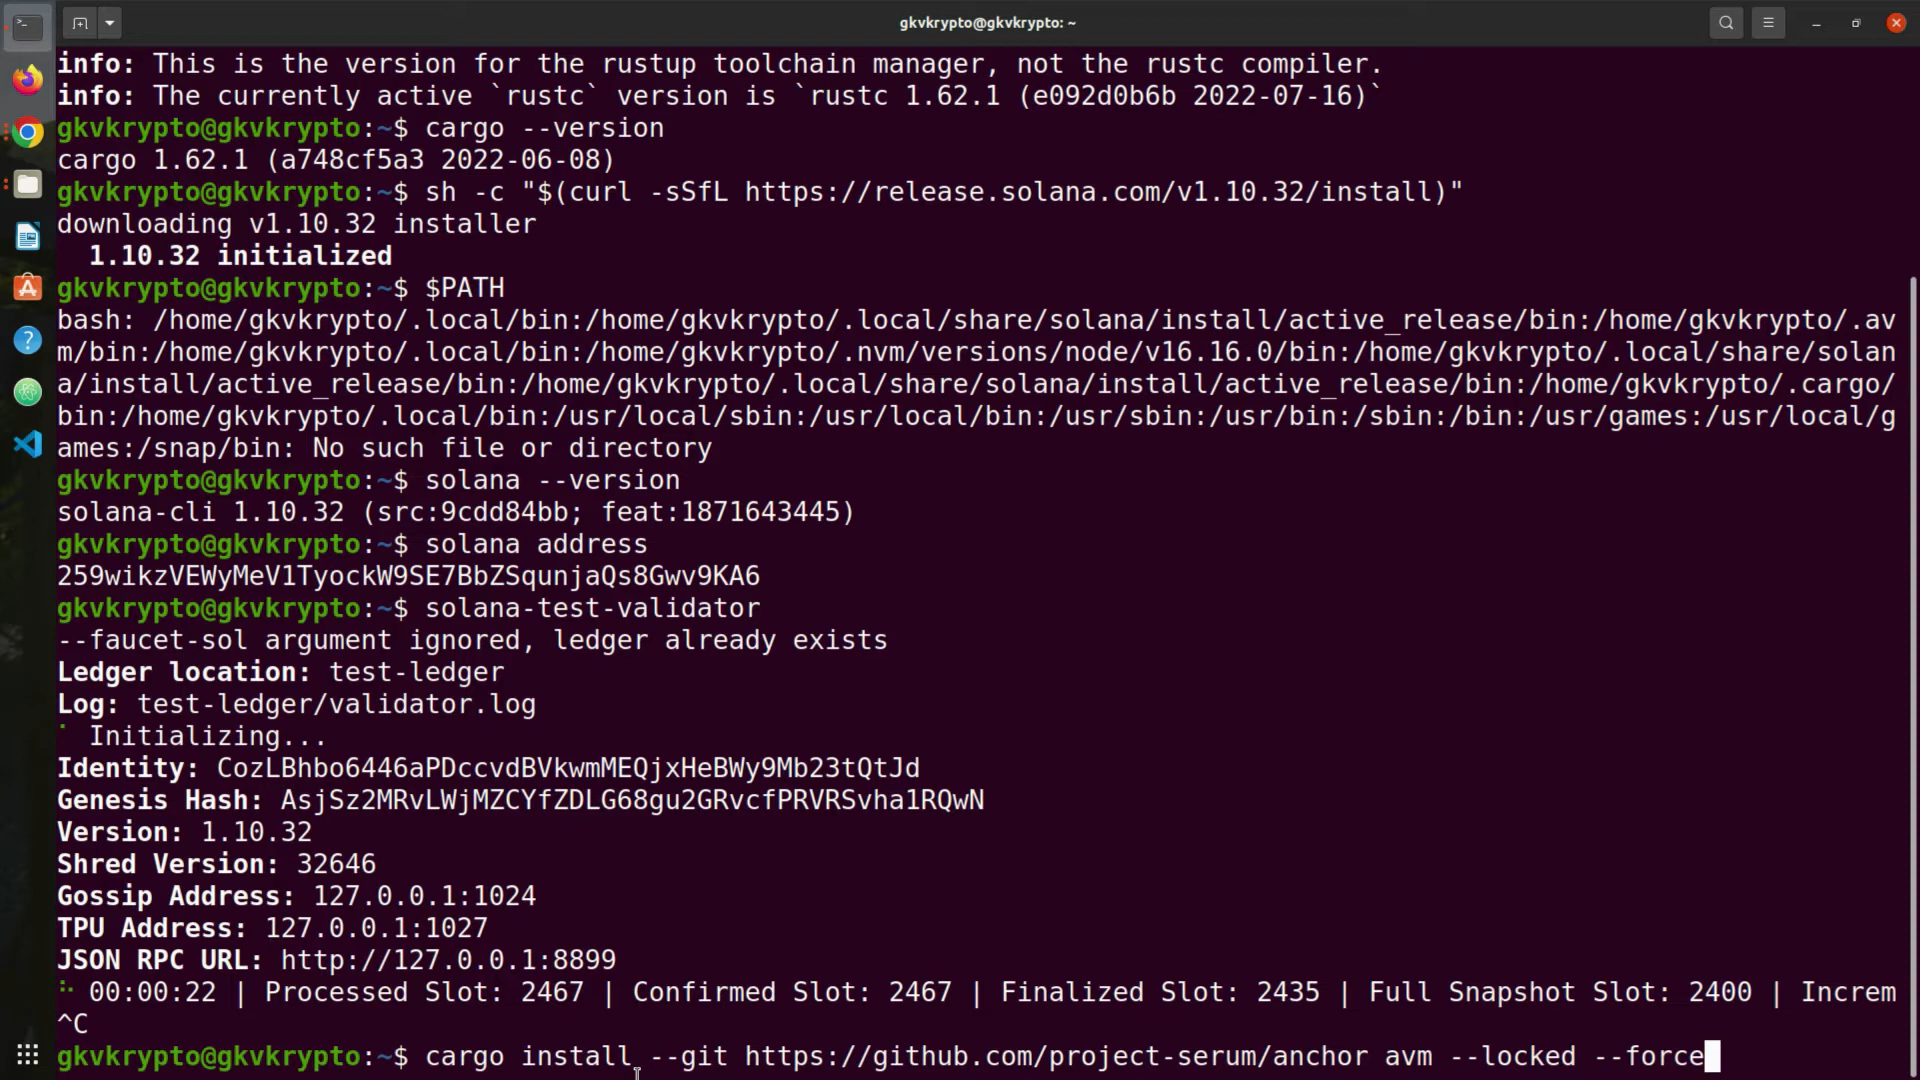 gkvkrypto@gkvkrypto: ~
info: This is the version for the rustup toolchain manager, not the rustc compiler.
info: The currently active `rustc` version is `rustc 1.62.1 (e092d0b6b 2022-07-16)`
gkvkrypto@gkvkrypto:~$ cargo --version
cargo 1.62.1 (a748cf5a3 2022-06-08)
gkvkrypto@gkvkrypto:~$ sh -c "$(curl -sSfL https://release.solana.com/v1.10.32/install)"
downloading v1.10.32 installer
  1.10.32 initialized
gkvkrypto@gkvkrypto:~$ $PATH
bash: /home/gkvkrypto/.local/bin:/home/gkvkrypto/.local/share/solana/install/active_release/bin:/home/gkvkrypto/.av
m/bin:/home/gkvkrypto/.local/bin:/home/gkvkrypto/.nvm/versions/node/v16.16.0/bin:/home/gkvkrypto/.local/share/solan
a/install/active_release/bin:/home/gkvkrypto/.local/share/solana/install/active_release/bin:/home/gkvkrypto/.cargo/
bin:/home/gkvkrypto/.local/bin:/usr/local/sbin:/usr/local/bin:/usr/sbin:/usr/bin:/sbin:/bin:/usr/games:/usr/local/g
ames:/snap/bin: No such file or directory
gkvkrypto@gkvkrypto:~$ solana --version
solana-cli 1.10.32 (src:9cdd84bb; feat:1871643445)
gkvkrypto@gkvkrypto:~$ solana address
259wikzVEWyMeV1TyockW9SE7BbZSqunjaQs8Gwv9KA6
gkvkrypto@gkvkrypto:~$ solana-test-validator
--faucet-sol argument ignored, ledger already exists
Ledger location: test-ledger
Log: test-ledger/validator.log
⠁ Initializing...
Identity: CozLBhbo6446aPDccvdBVkwmMEQjxHeBWy9Mb23tQtJd
Genesis Hash: AsjSz2MRvLWjMZCYfZDLG68gu2GRvcfPRVRSvha1RQwN
Version: 1.10.32
Shred Version: 32646
Gossip Address: 127.0.0.1:1024
TPU Address: 127.0.0.1:1027
JSON RPC URL: http://127.0.0.1:8899
00:00:22 | Processed Slot: 2467 | Confirmed Slot: 2467 | Finalized Slot: 2435 | Full Snapshot Slot: 2400 | Increm
^C
gkvkrypto@gkvkrypto:~$ cargo install --git https://github.com/project-serum/anchor avm --locked --force